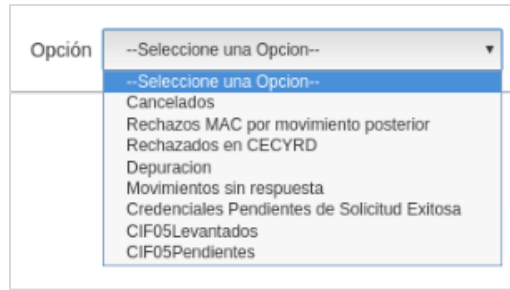 Opción --Seleccione una Opcion--
--Seleccione una Opcion--
Cancelados
Rechazos MAC por movimiento posterior
Rechazados en CECYRD
Depuracion
Movimientos sin respuesta
Credenciales Pendientes de Solicitud Exitosa
CIF05Levantados
CIF05Pendientes